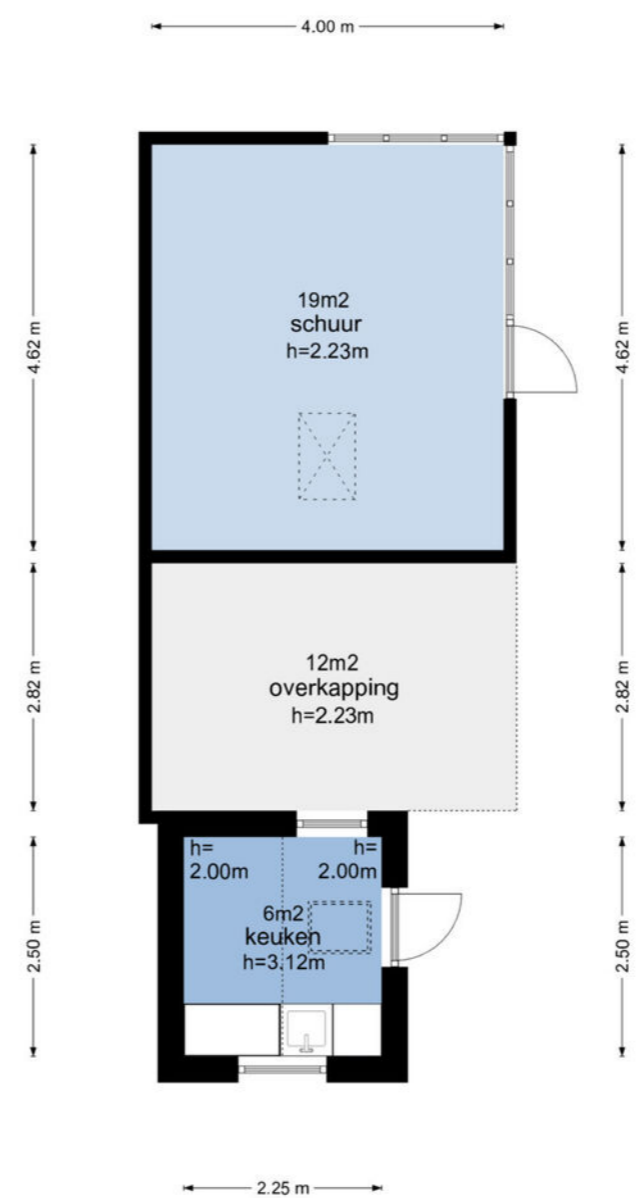 4.00 m
4.62 m
4.62 m
19m2
schuur
h=2.23m
2.82 m
2.82 m
12m2
overkapping
h=2.23m
h=
2.00m
h=
2.00m
2.50 m
2.50 m
6m2
keuken
h=3,12m
2.25 m